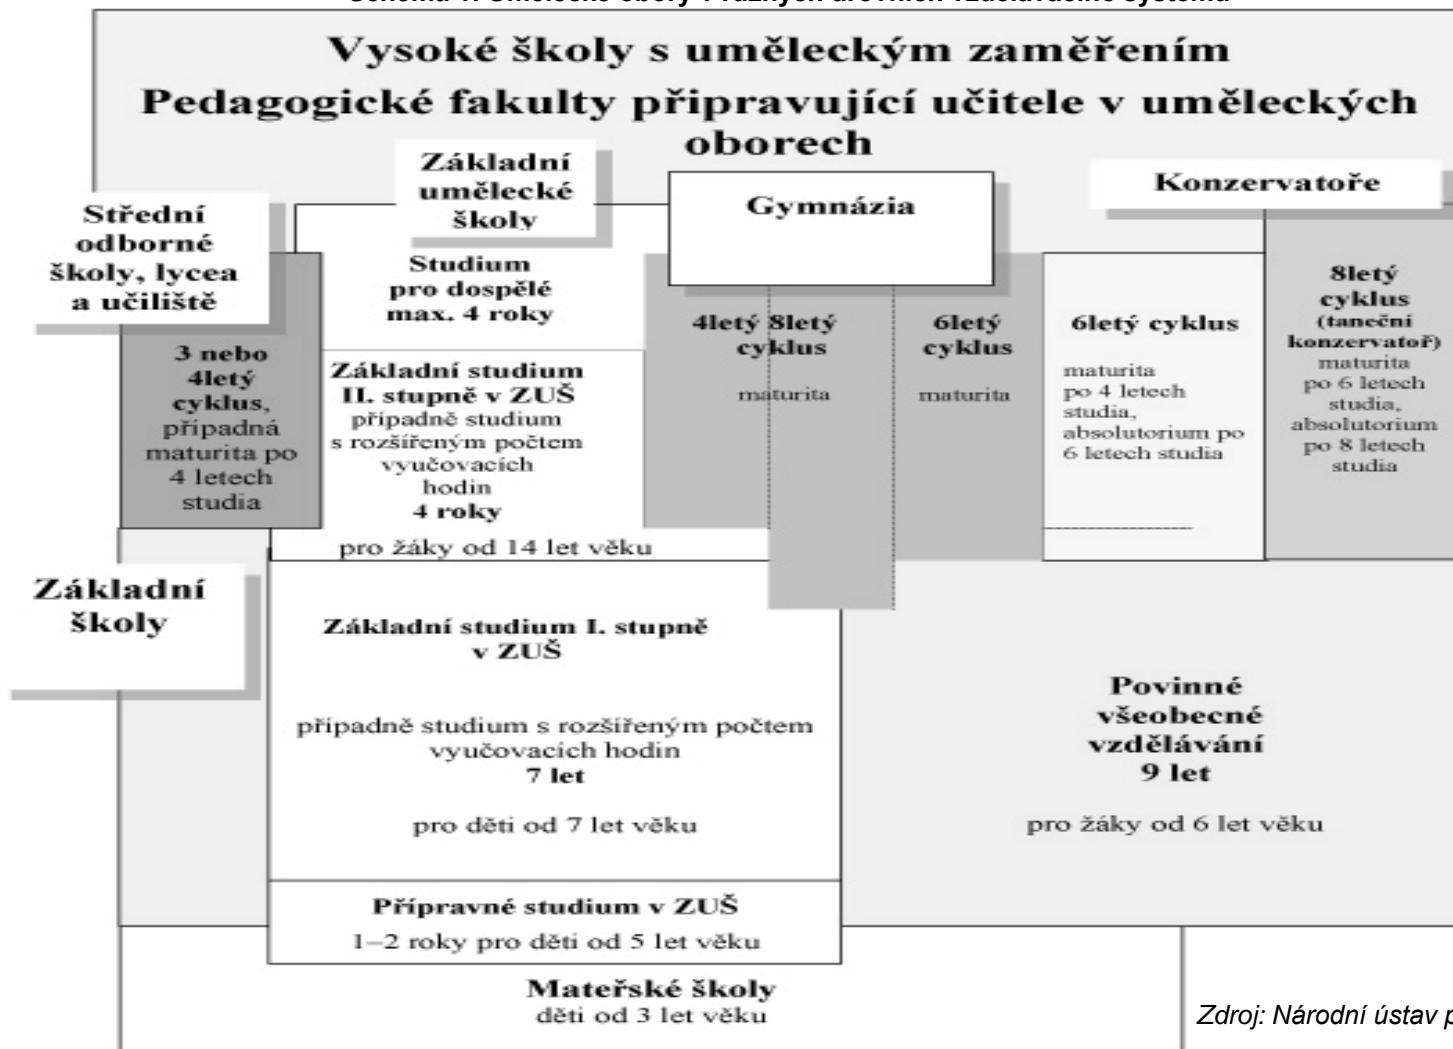 Vysoké školy s uměleckým zaměřením
Pedagogické fakulty připravující učitele v uměleckých
oborech
Základní
umělecké
školy
Gymnázia
Konzervatoře
Střední
odborné
školy, lycea
a učiliště
Studium
pro dospělé
max. 4 roky
3 nebo
4letý
cyklus,
případná
maturita po
4 letech
studia
Základní studium
II. stupně v ZUŠ
případně studium
s rozšířeným počtem
vyučovacích
hodin
4 roky
pro žáky od 14 let věku
4letý 8letý
cyklus
maturita
6letý
cyklus
maturita
6letý cyklus
maturita
po 4 letech
studia,
absolutorium po
6 letech studia
8letý
cyklus
(taneční
konzervatoř)
maturita
po 6 letech
studia,
absolutorium
po 8 letech
studia
Základní
školy
Základní studium I. stupně
v ZUŠ
případně studium s rozšířeným počtem
vyučovacích hodin
7 let
pro děti od 7 let věku
Povinné
všeobecné
vzdělávání
9 let
pro žáky od 6 let věku
Přípravné studium v ZUŠ
1–2 roky pro děti od 5 let věku
Mateřské školy
děti od 3 let věku
Zdroj: Národní ústav p